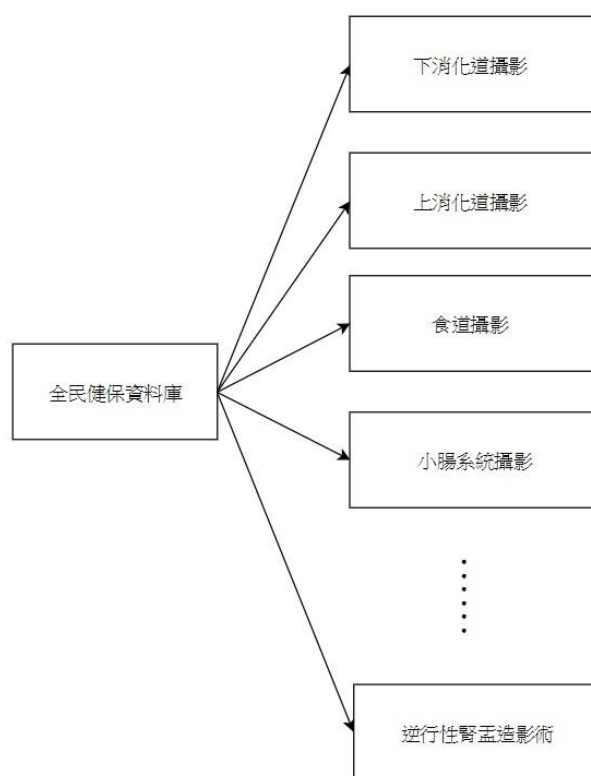 下消化道攝影
上消化道攝影
食道攝影
全民健保資料庫
小腸系統攝影
逆行性腎盂造影術